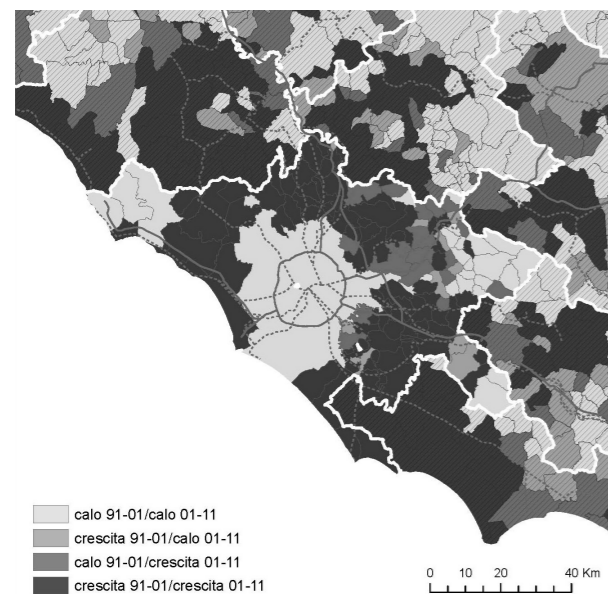 calo 91-01/calo 01-11
crescita 91-01/calo 01-11
calo 91-01/crescita 01-11
crescita 91-01/crescita 01-11
0 10 20 40 Km